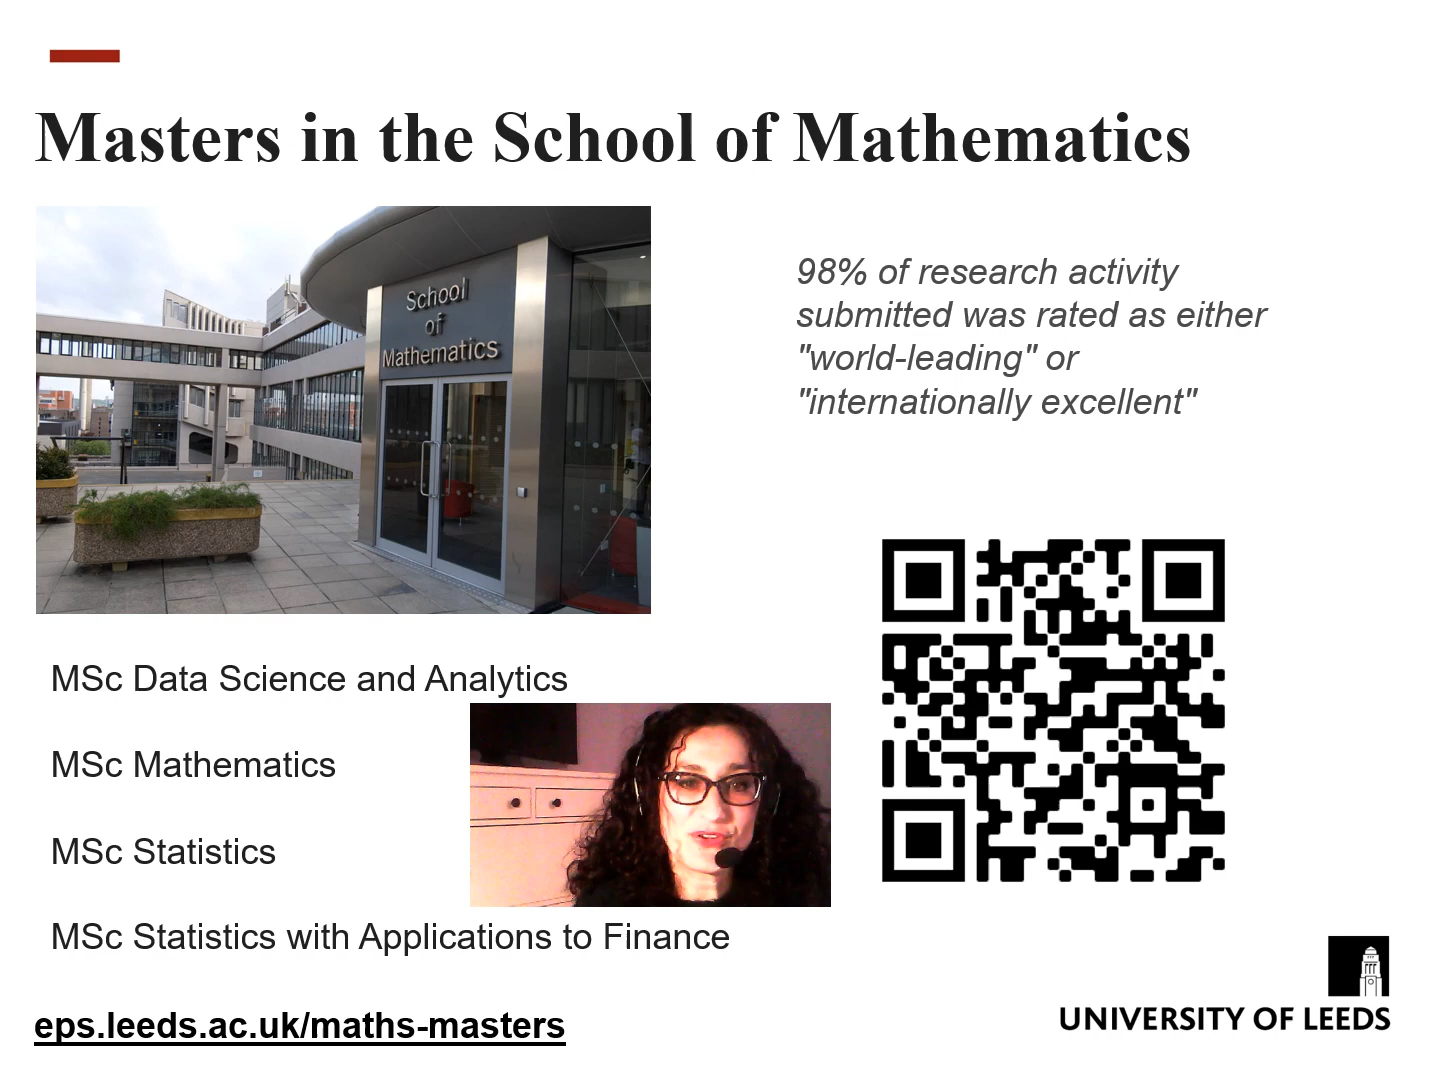 Masters in the School of Mathematics
School
of
Mathematics
98% of research activity
submitted was rated as either
"world-leading" or
"internationally excellent"
MSc Data Science and Analytics
MSc Mathematics
MSc Statistics
MSc Statistics with Applications to Finance
eps.leeds.ac.uk/maths-masters
UNIVERSITY OF LEEDS